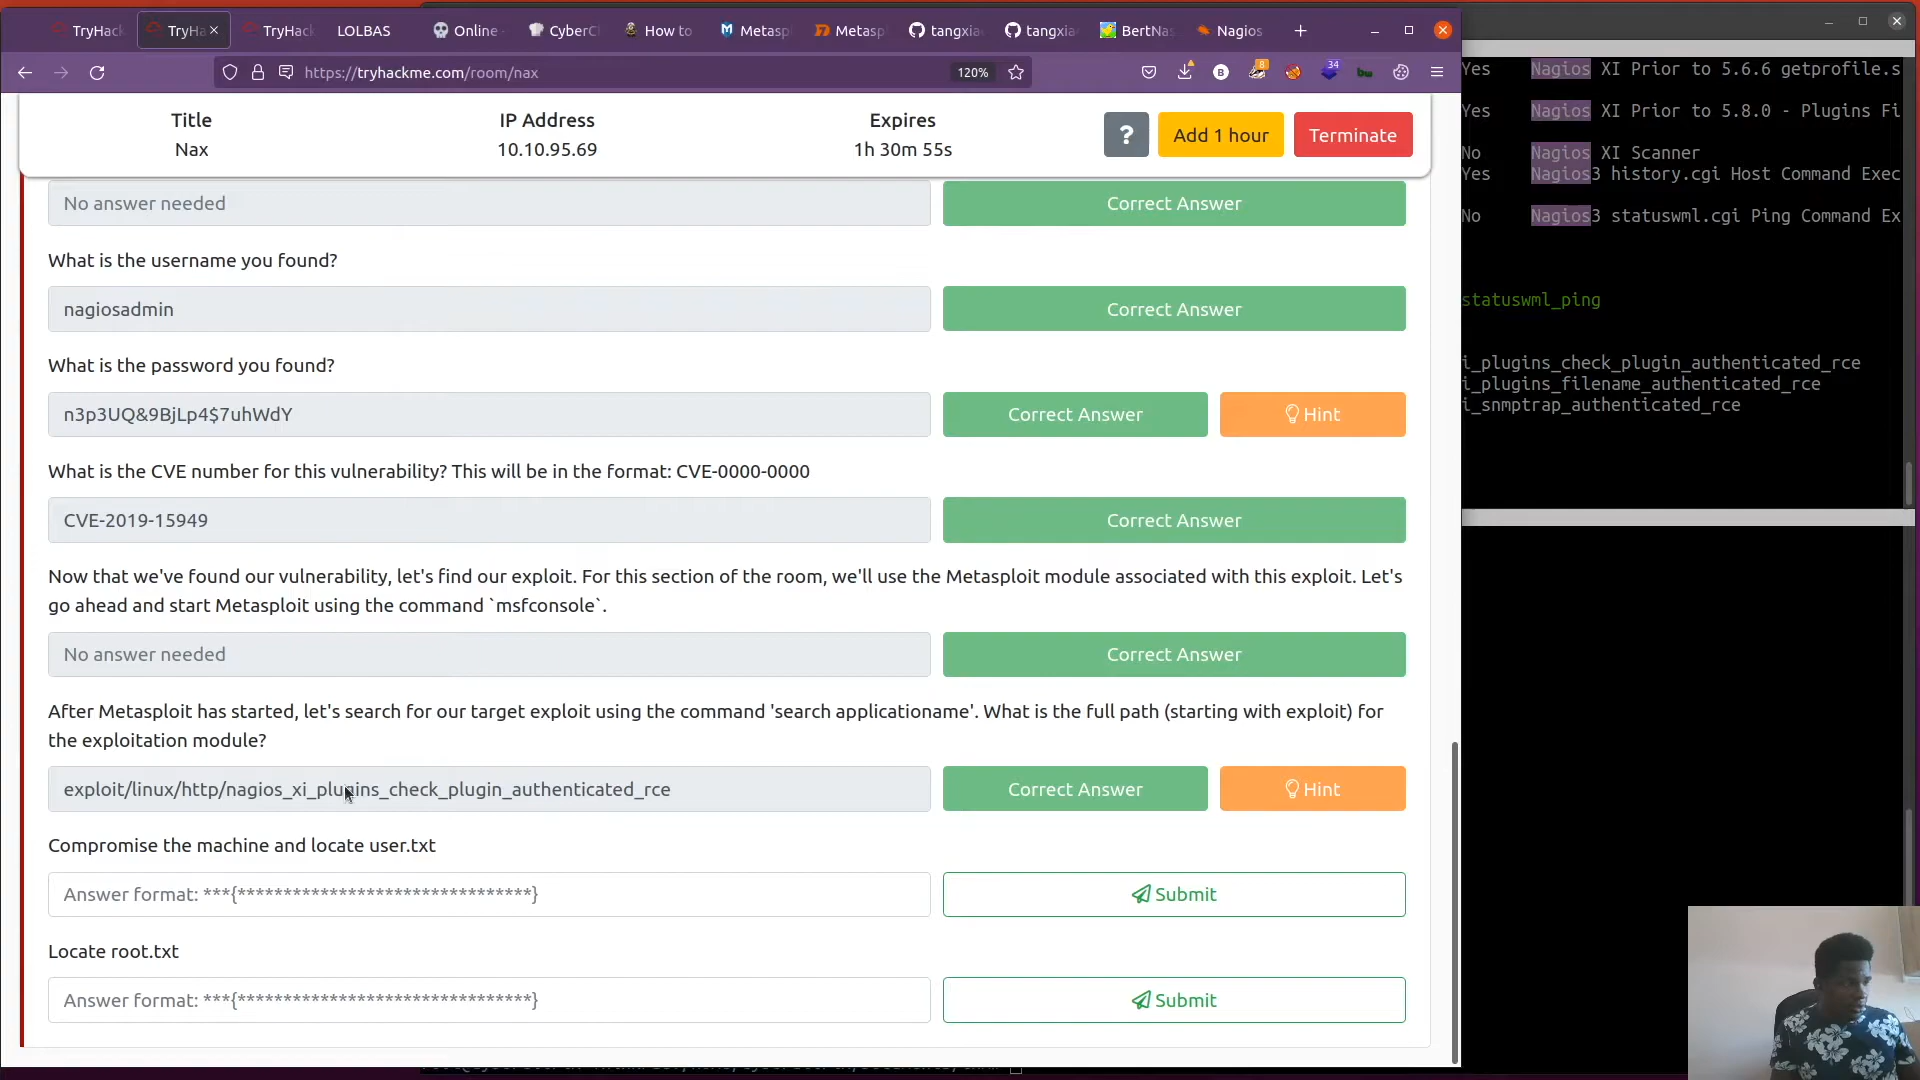 TryHack
TryHa
TryHack
LOLBAS
Online
CyberC
How to
Metasp
Metasp
tangxia
tangxia
BertNa
Nagios
https://tryhackme.com/room/nax
120%
8
34
Title
Nax
IP Address
10.10.95.69
Expires
1h 30m 55s
?
Add 1 hour
Terminate
No answer needed
Correct Answer
What is the username you found?
nagiosadmin
Correct Answer
What is the password you found?
n3p3UQ&9BjLp4$7uhWdY
Correct Answer
Hint
What is the CVE number for this vulnerability? This will be in the format: CVE-0000-0000
CVE-2019-15949
Correct Answer
Now that we've found our vulnerability, let's find our exploit. For this section of the room, we'll use the Metasploit module associated with this exploit. Let's
go ahead and start Metasploit using the command `msfconsole`.
No answer needed
Correct Answer
After Metasploit has started, let's search for our target exploit using the command 'search applicationame'. What is the full path (starting with exploit) for
the exploitation module?
exploit/linux/http/nagios_xi_plugins_check_plugin_authenticated_rce
Correct Answer
Hint
Compromise the machine and locate user.txt
Answer format: ***{********************************}
Submit
Locate root.txt
Answer format: ***{********************************}
Submit
Yes Nagios XI Prior to 5.6.6 getprofile.s
Yes Nagios XI Prior to 5.8.0 - Plugins Fi
No Nagios XI Scanner
Yes Nagios3 history.cgi Host Command Exec
No Nagios3 statuswml.cgi Ping Command Ex
statuswml_ping
i_plugins_check_plugin_authenticated_rce
i_plugins_filename_authenticated_rce
i_snmptrap_authenticated_rce